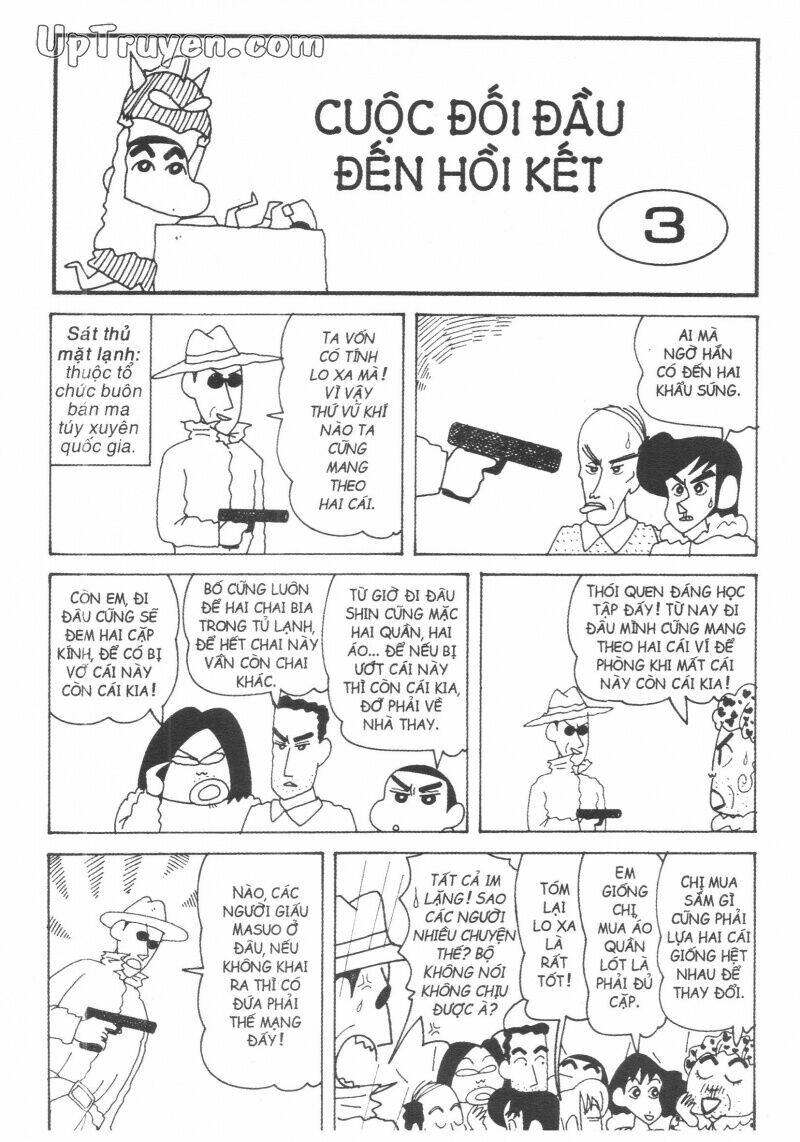 UpTruyen.com
CUỘC ĐỐI ĐẦU
ĐẾN HỒI KẾT
3
Sát thủ
mặt lạnh:
thuộc tổ
chức buôn
bán ma
túy xuyên
quốc gia.
TA VỐN
CÓ TÍNH
LO XA MÀ!
VÌ VẬY
THỨ VŨ KHÍ
NÀO TA
CŨNG
MANG
THEO
HAI CÁI.
AI MÀ
NGỜ HẮN
CÓ ĐẾN HAI
KHẨU SÚNG.
CÒN EM, ĐI
ĐÂU CŨNG SẼ
ĐEM HAI CẶP
KÍNH, ĐỂ CÓ BỊ
VỠ CÁI NÀY
CÒN CÁI KIA!
BỐ CŨNG LUÔN
ĐỂ HAI CHAI BIA
TRONG TỦ LẠNH,
ĐỂ HẾT CHAI NÀY
VẪN CÒN CHAI
KHÁC.
TỪ GIỜ ĐI ĐÂU
SHIN CŨNG MẶC
HAI QUẦN, HAI
ÁO... ĐỂ NẾU BỊ
ƯỚT CÁI NÀY
THÌ CÒN CÁI KIA,
ĐỠ PHẢI VỀ
NHÀ THAY.
THÓI QUEN ĐÁNG HỌC
TẬP ĐẤY! TỪ NAY ĐI
ĐÂU MÌNH CŨNG MANG
THEO HAI CÁI VÍ ĐỂ
PHÒNG KHI MẤT CÁI
NÀY CÒN CÁI KIA!
NÀO, CÁC
NGƯỜI GIẤU
MASUO Ở
ĐÂU, NẾU
KHÔNG KHAI
RA THÌ CÓ
ĐỨA PHẢI
THẾ MẠNG
ĐẤY!
TẤT CẢ IM
LẶNG! SAO
CÁC NGƯỜI
NHIỀU CHUYỆN
THẾ? BỘ
KHÔNG NÓI
KHÔNG CHỊU
ĐƯỢC À?
TÓM
LẠI
LO XA
LÀ
RẤT
TỐT!
EM
GIỐNG
CHỊ,
MUA ÁO
QUẦN
LÓT LÀ
PHẢI ĐỦ
CẶP.
CHỊ MUA
SẮM GÌ
CŨNG PHẢI
LỰA HAI CÁI
GIỐNG HỆT
NHAU ĐỂ
THAY ĐỔI.